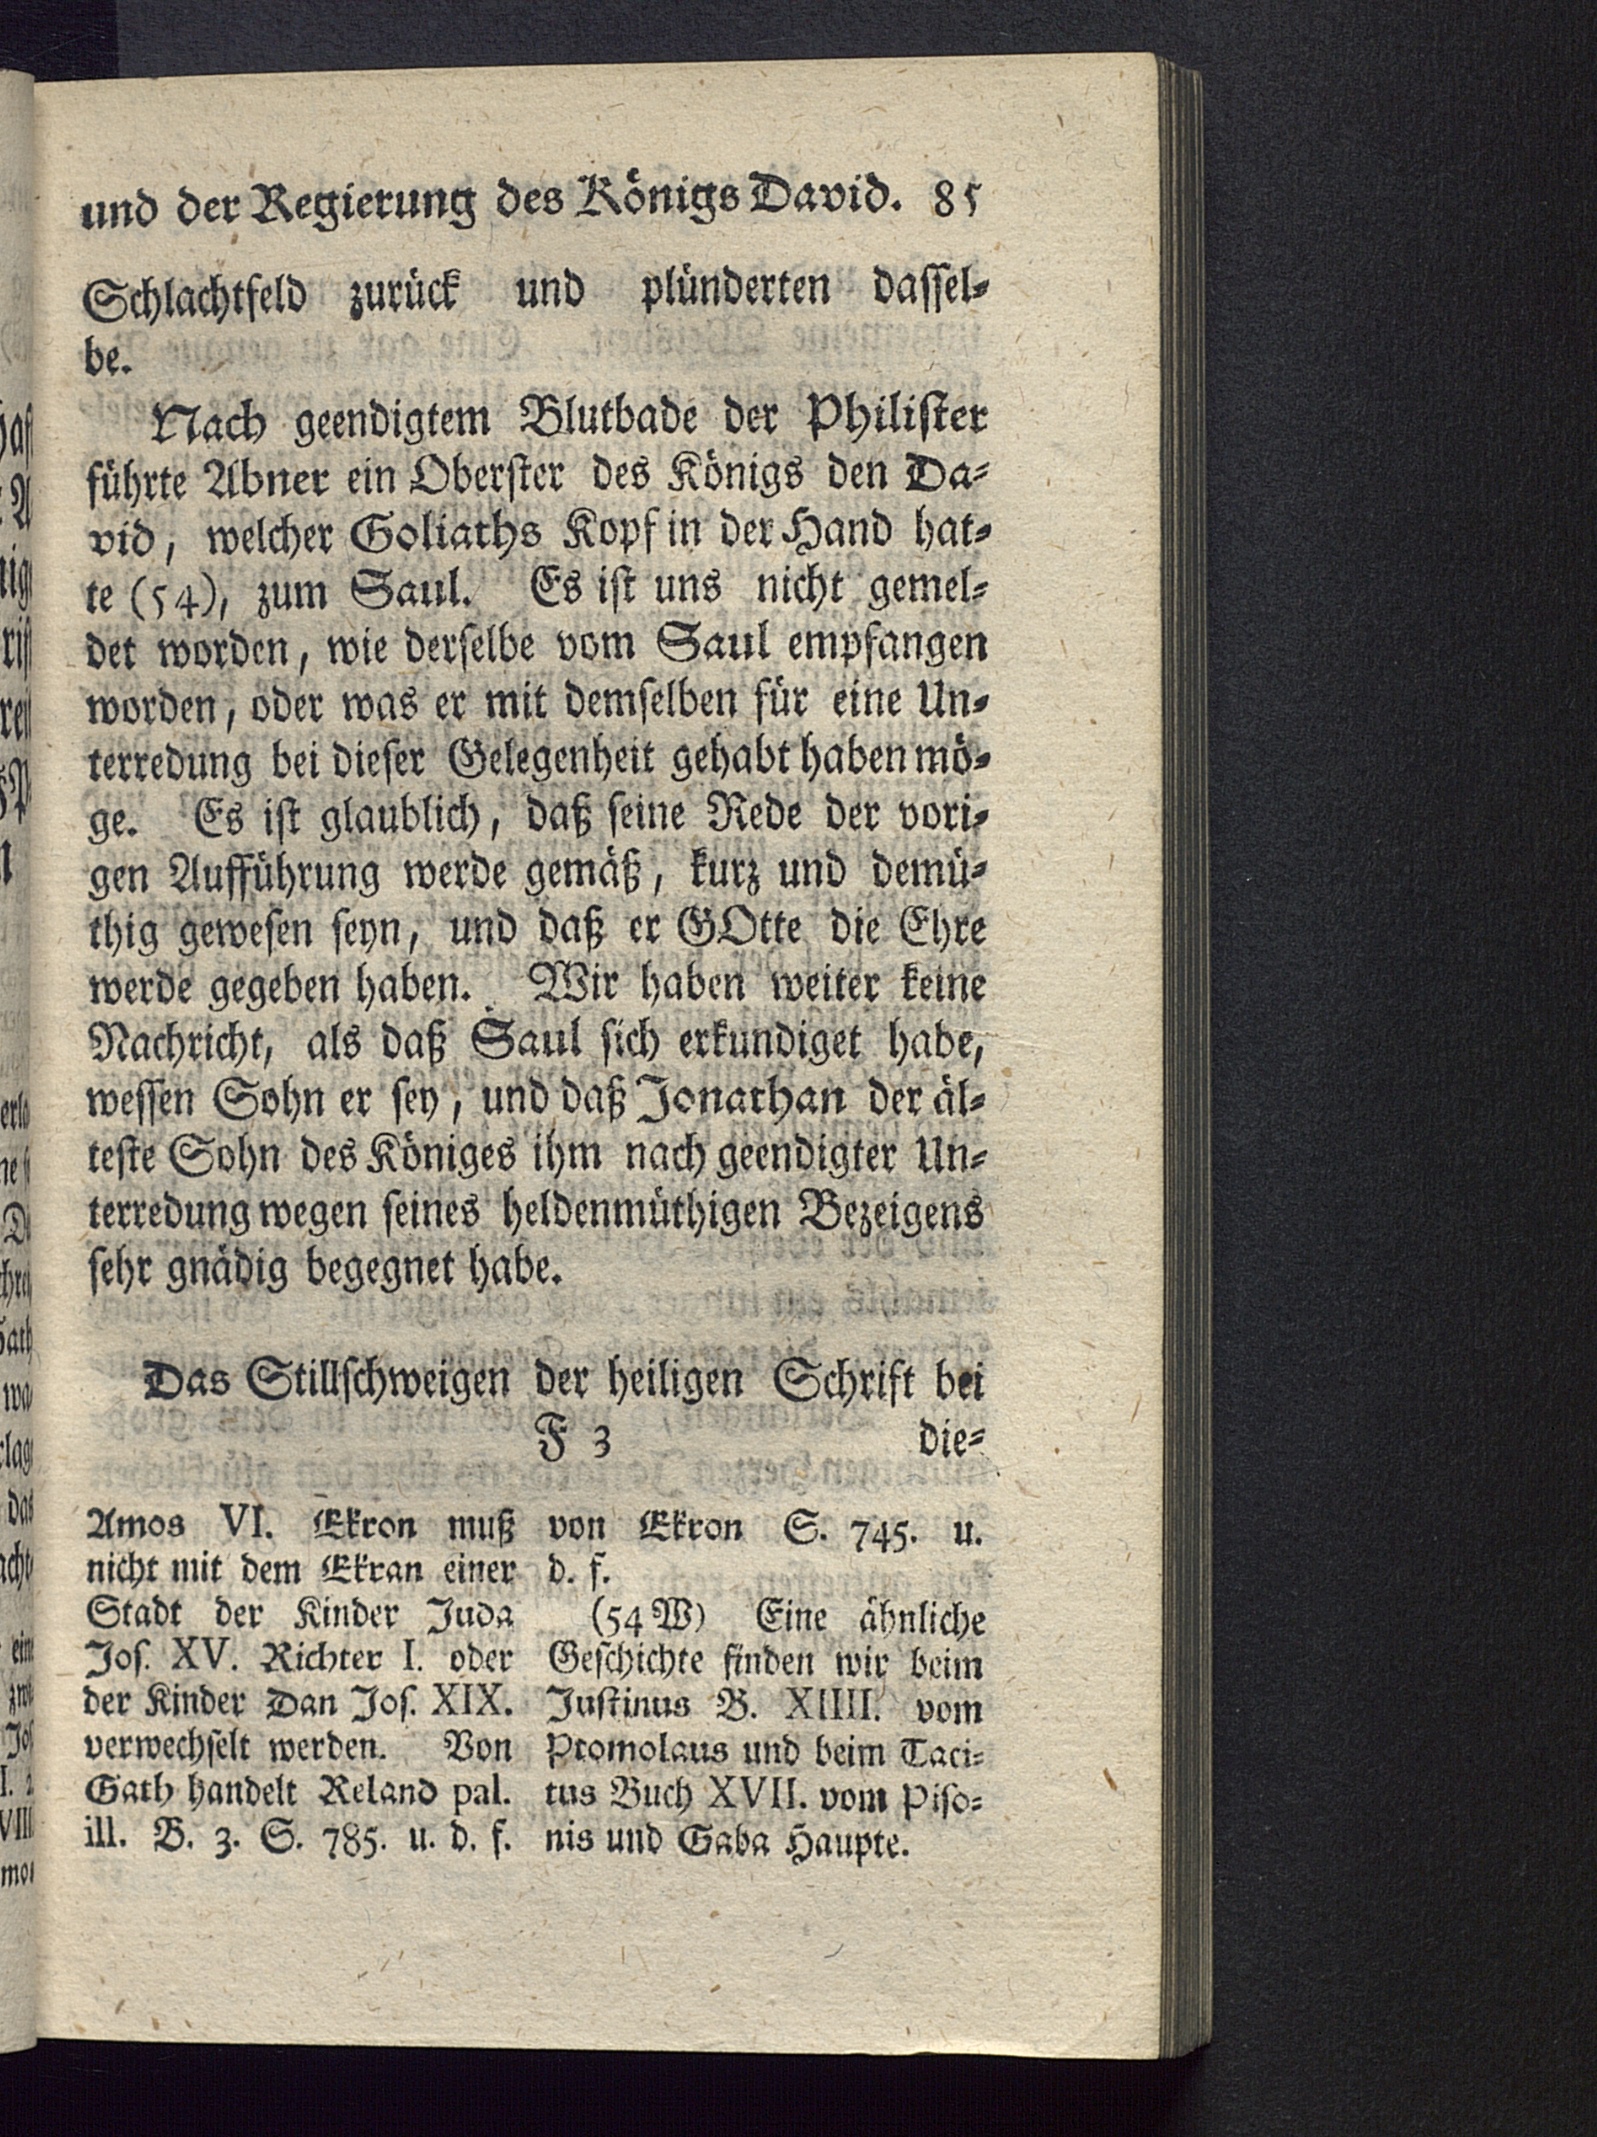 und der Regierung des Königs David. 85
Schlachtfeld zurück und plünderten dassel-
be.
Nach geendigtem Blutbade der Philister
führte Abner ein Oberster des Königs den Da-
vid, welcher Goliaths Kopf in der Hand hat-
te (54), zum Saul. Es ist uns nicht gemel-
det worden, wie derselbe vom Saul empfangen
worden, oder was er mit demselben für eine Un-
terredung bei dieser Gelegenheit gehabt haben mö-
ge. Es ist glaublich, daß seine Rede der vori-
gen Aufführung werde gemäß, kurz und demü-
thig gewesen seyn, und daß er GOtte die Ehre
werde gegeben haben. Wir haben weiter keine
Nachricht, als daß Saul sich erkundiget habe,
wessen Sohn er sey, und daß Jonathan der äl-
teste Sohn des Königes ihm nach geendigter Un-
terredung wegen seines heldenmüthigen Bezeigens
sehr gnädig begegnet habe.
Das Stillschweigen der heiligen Schrift bei
F 3 die-
Amos VI. Ekron muß
nicht mit dem Ekran einer
Stadt der Kinder Juda
Jos. XV. Richter I. oder
der Kinder Dan Jos. XIX.
verwechselt werden. Von
Gath handelt Reland pal.
ill. B. 3. S. 785. u. d. f.
von Ekron S. 745. u.
d. f.
(54 W) Eine ähnliche
Geschichte finden wir beim
Justinus B. XIIII. vom
Ptomolaus und beim Taci-
tus Buch XVII. vom Piso-
nis und Gaba Haupte.